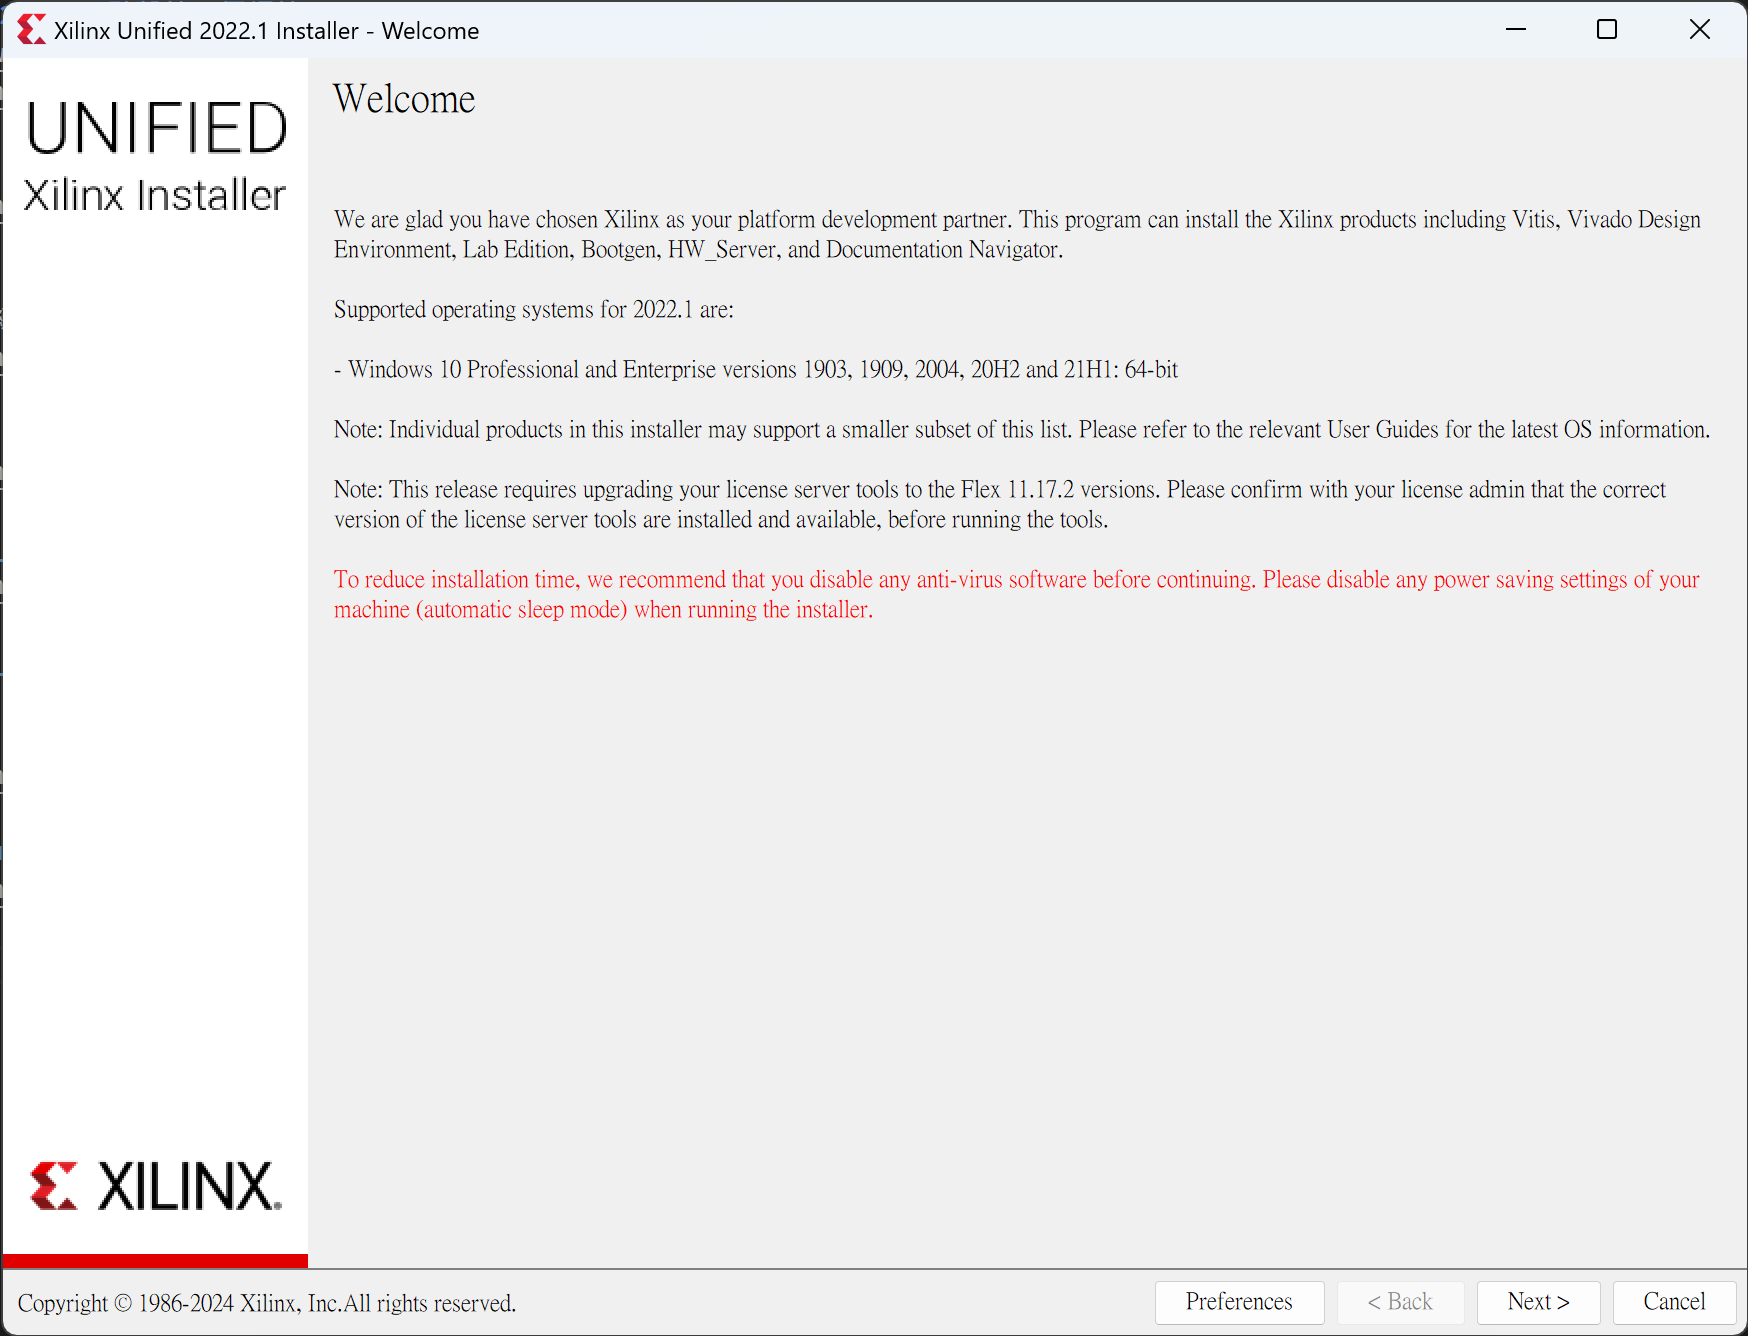 Xilinx Unified 2022.1 Installer - Welcome
UNIFIED
Xilinx Installer
Welcome
We are glad you have chosen Xilinx as your platform development partner. This program can install the Xilinx products including Vitis, Vivado Design
Environment, Lab Edition, Bootgen, HW_Server, and Documentation Navigator.
Supported operating systems for 2022.1 are:
- Windows 10 Professional and Enterprise versions 1903, 1909, 2004, 20H2 and 21H1: 64-bit
Note: Individual products in this installer may support a smaller subset of this list. Please refer to the relevant User Guides for the latest OS information.
Note: This release requires upgrading your license server tools to the Flex 11.17.2 versions. Please confirm with your license admin that the correct
version of the license server tools are installed and available, before running the tools.
To reduce installation time, we recommend that you disable any anti-virus software before continuing. Please disable any power saving settings of your
machine (automatic sleep mode) when running the installer.
XILINX.
Copyright © 1986-2024 Xilinx, Inc.All rights reserved.
Preferences
< Back
Next >
Cancel